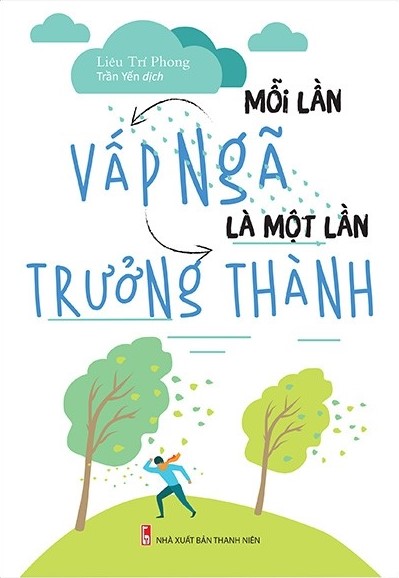 Liêu Trí Phong
Trần Yến dịch
MỖI LẦN
VẤP NGÃ
LÀ MỘT LẦN
TRƯỞNG THÀNH
NHÀ XUẤT BẢN THANH NIÊN